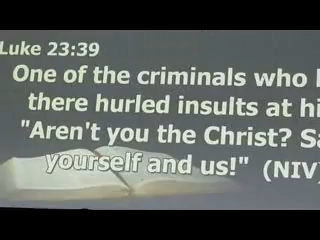 Luke 23:39
One of the criminals who
there hurled insults at
"Aren't you the Christ?
yourself and us!" (NIV)